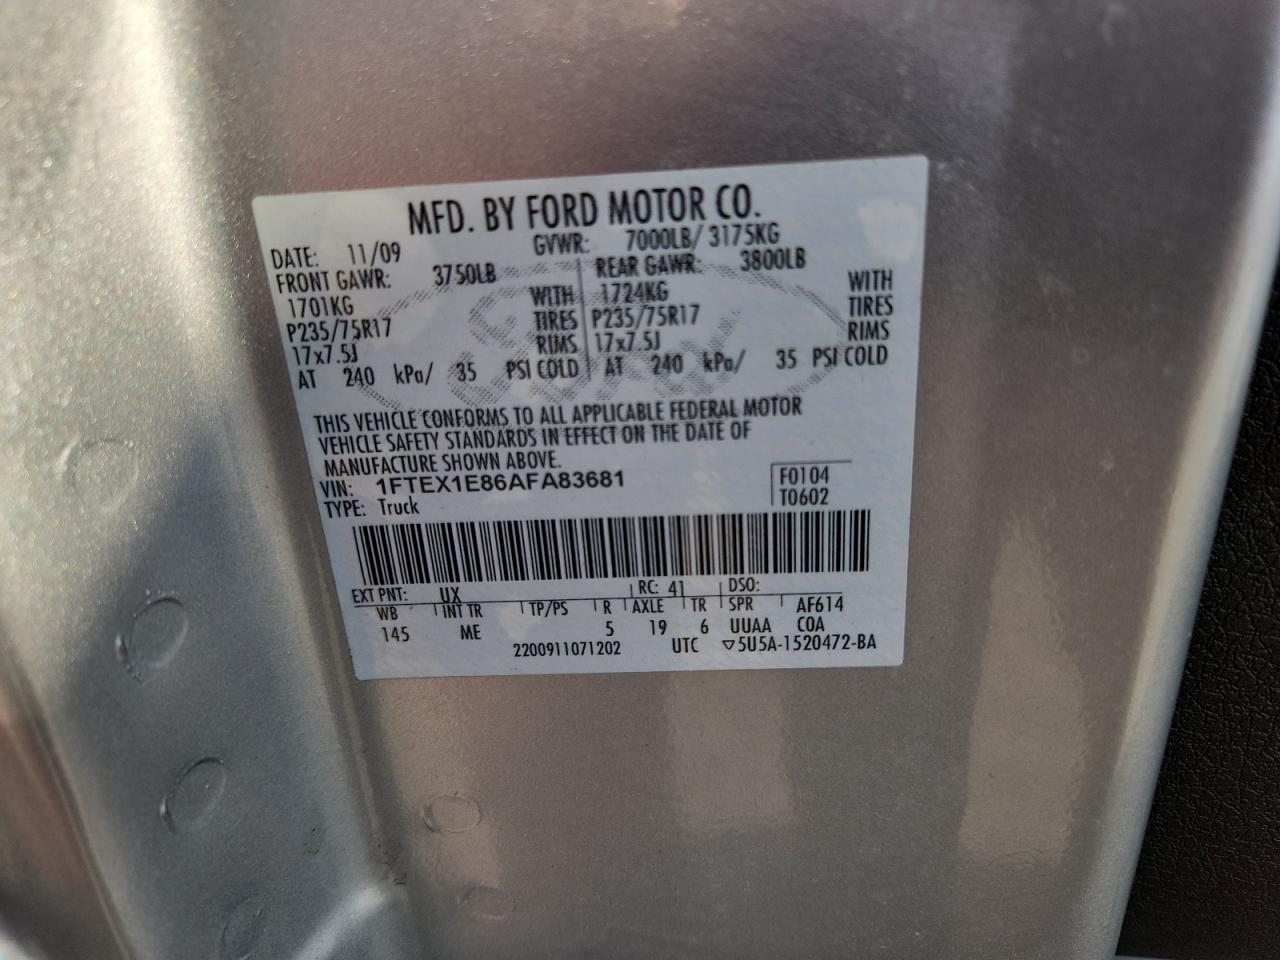 MFD. BY FORD MOTOR CO.
DATE: 11/09 GVWR: 7000LB/ 3175KG
FRONT GAWR: 3750LB REAR GAWR: 3800LB
1701KG WITH 1724KG WITH
P235/75R17 TIRES P235/75R17 TIRES
17x7.5J RIMS 17x7.5J RIMS
AT 240 kPa/ 35 PSI COLD AT 240 kPa/ 35 PSI COLD
THIS VEHICLE CONFORMS TO ALL APPLICABLE FEDERAL MOTOR
VEHICLE SAFETY STANDARDS IN EFFECT ON THE DATE OF
MANUFACTURE SHOWN ABOVE.
VIN: 1FTEX1E86AFA83681 F0104
TYPE: Truck T0602
EXT PNT: UX RC: 41 DSO:
WB INT TR TP/PS R AXLE TR SPR AF614
145 ME 5 19 6 UUAA COA
2200911071202 UTC ▽5U5A-1520472-BA